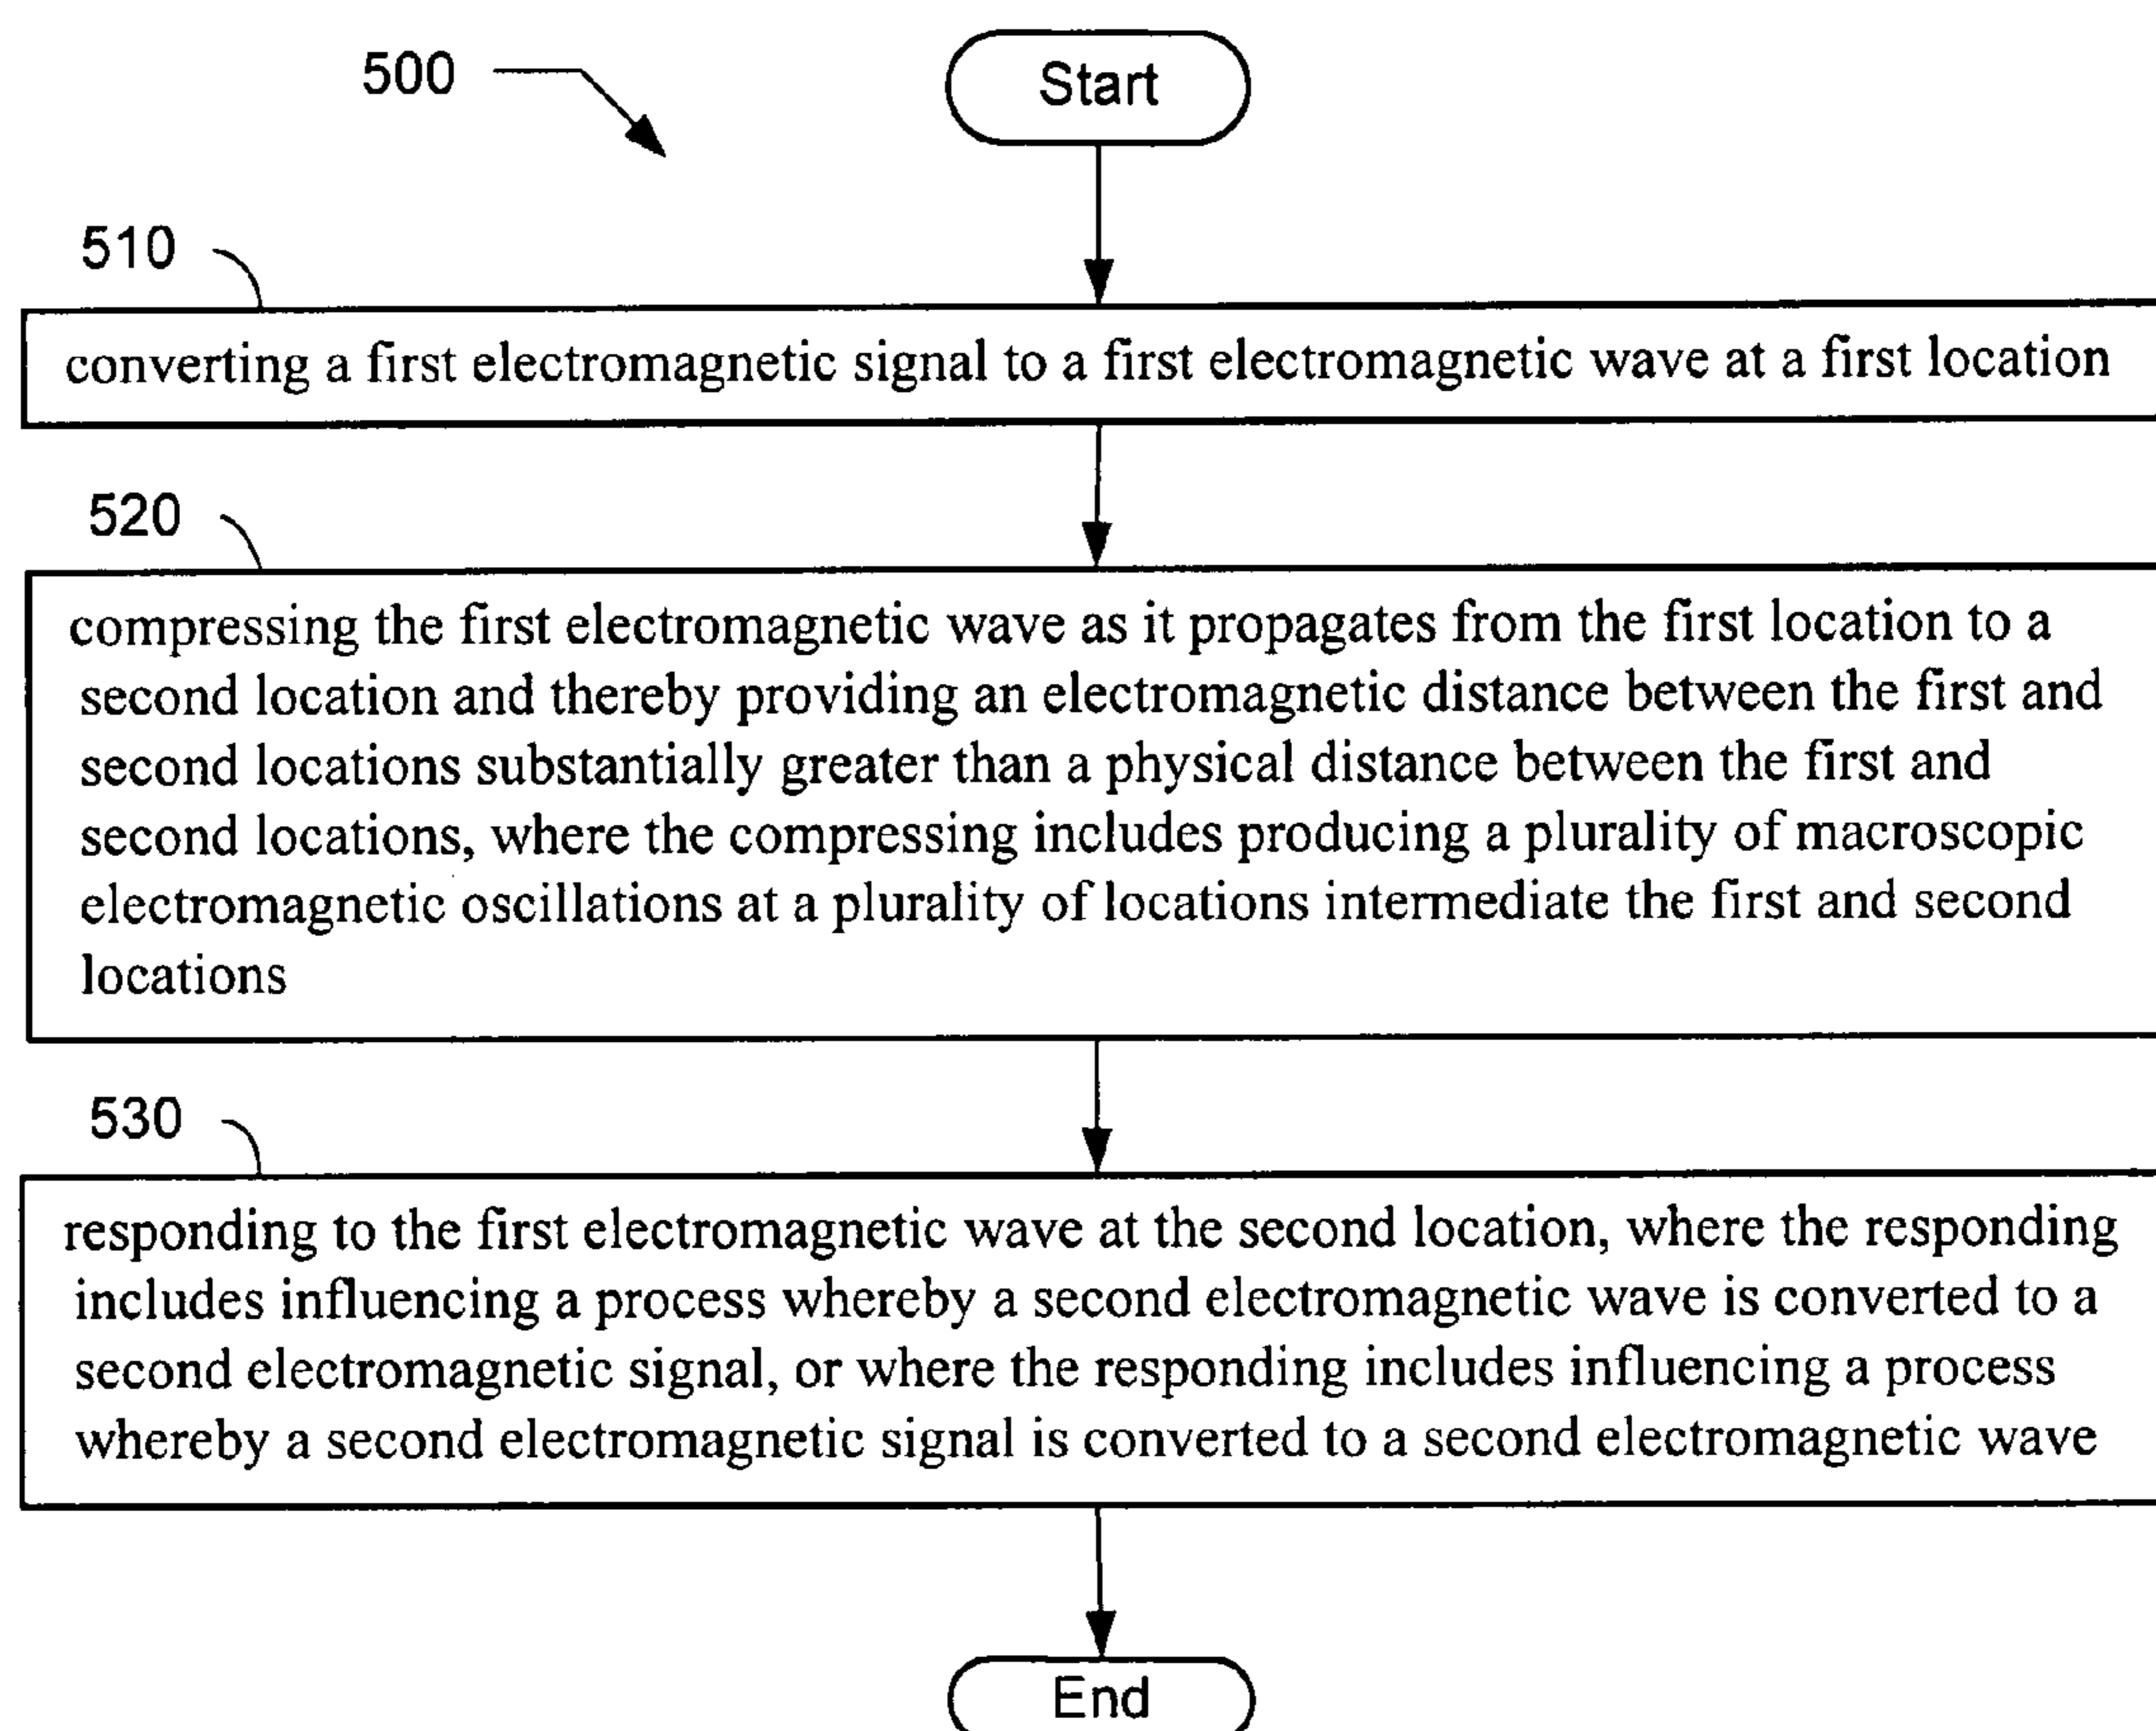 500
Start
510
converting a first electromagnetic signal to a first electromagnetic wave at a first location
520
compressing the first electromagnetic wave as it propagates from the first location to a
second location and thereby providing an electromagnetic distance between the first and
second locations substantially greater than a physical distance between the first and
second locations, where the compressing includes producing a plurality of macroscopic
electromagnetic oscillations at a plurality of locations intermediate the first and second
locations
530
responding to the first electromagnetic wave at the second location, where the responding
includes influencing a process whereby a second electromagnetic wave is converted to a
second electromagnetic signal, or where the responding includes influencing a process
whereby a second electromagnetic signal is converted to a second electromagnetic wave
End